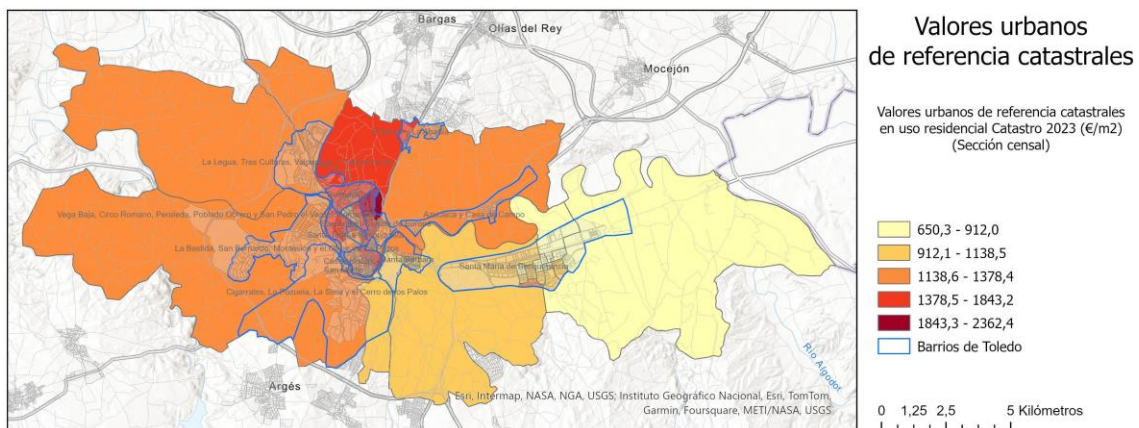 Bargas
Olías del Rey
Mocejón
La Legua, Tres Culturas,
Vega Baja, Circo Romano, Peraleda, Poblado Obrero y San Pedro el
Azucaica y Casa de Campo
La Bastida, San Bernardo, Montesión y el
Santa Bárbara
Santa María de Benquerencia
Cigarrales, La Pozuela, La Sisla y el Cerro de los Palos
Argés
Río Algodor
Esri, Intermap, NASA, NGA, USGS; Instituto Geográfico Nacional, Esri, TomTom,
Garmin, Foursquare, METI/NASA, USGS
Valores urbanos
de referencia catastrales
Valores urbanos de referencia catastrales
en uso residencial Catastro 2023 (€/m2)
(Sección censal)
650,3 - 912,0
912,1 - 1138,5
1138,6 - 1378,4
1378,5 - 1843,2
1843,3 - 2362,4
Barrios de Toledo
0 1,25 2,5 5 Kilómetros